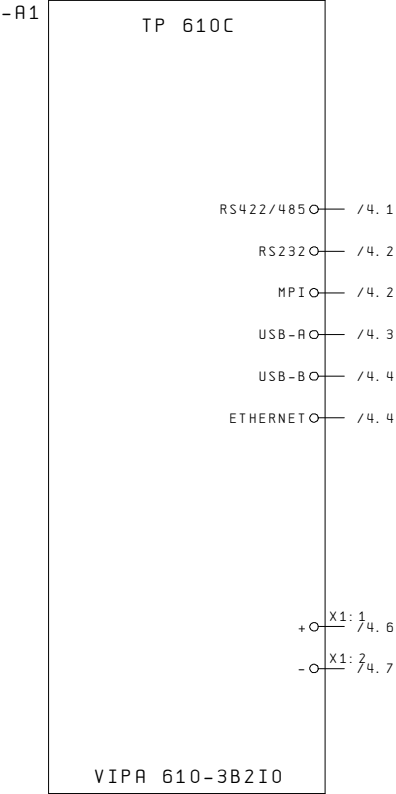 -A1
TP 610C
RS422/485 /4.1
RS232 /4.2
MPI /4.2
USB-A /4.3
USB-B /4.4
ETHERNET /4.4
X1:1
+ /4.6
X1:2
- /4.7
VIPA 610-3B2I0